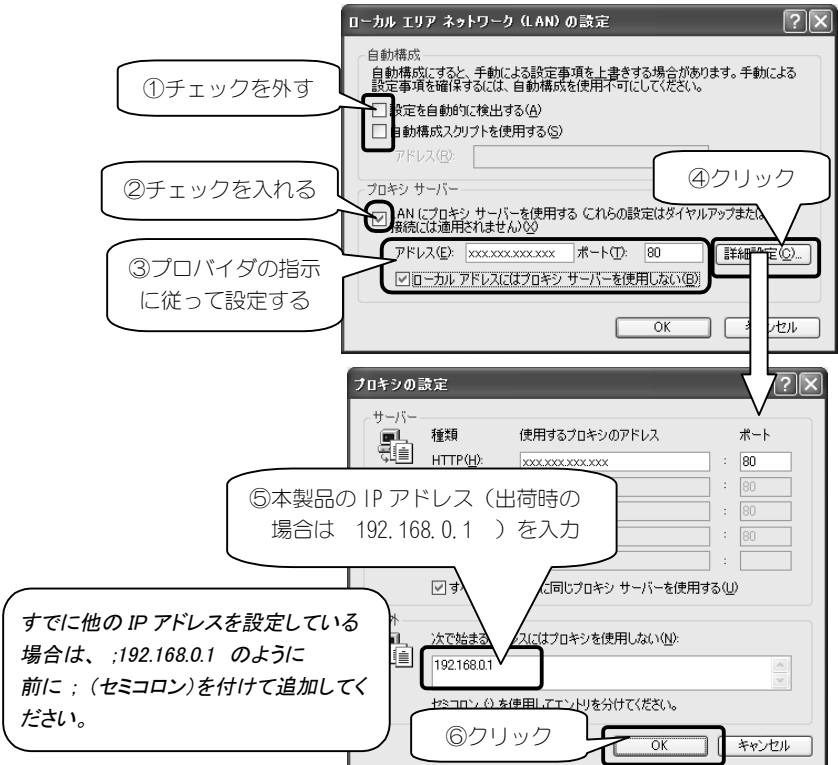 ローカル エリア ネットワーク (LAN) の設定
自動構成
自動構成にすると、手動による設定事項を上書きする場合があります。手動による
設定事項を確保するには、自動構成を使用不可にしてください。
①チェックを外す
設定を自動的に検出する(A)
自動構成スクリプトを使用する(S)
アドレス(R):
プロキシ サーバー
②チェックを入れる
④クリック
LAN にプロキシ サーバーを使用する (これらの設定はダイヤルアップまたは
接続には適用されません)(X)
アドレス(E): xxx.xxx.xxx.xxx ポート(T): 80 詳細設定(C)...
③プロバイダの指示
に従って設定する
ローカル アドレスにはプロキシ サーバーを使用しない(B)
OK キャンセル
プロキシの設定
サーバー
種類 使用するプロキシのアドレス ポート
HTTP(H): xxx.xxx.xxx.xxx : 80
: 80
: 80
: 80
:
⑤本製品の IP アドレス（出荷時の
場合は 192.168.0.1 ）を入力
す に同じプロキシ サーバーを使用する(U)
すでに他の IP アドレスを設定している
場合は、 ;192.168.0.1 のように
前に ; (セミコロン)を付けて追加してく
ださい。
外
次で始まる スにはプロキシを使用しない(N):
192.168.0.1
セミコロン (;) を使用してエントリを分けてください。
⑥クリック
OK キャンセル